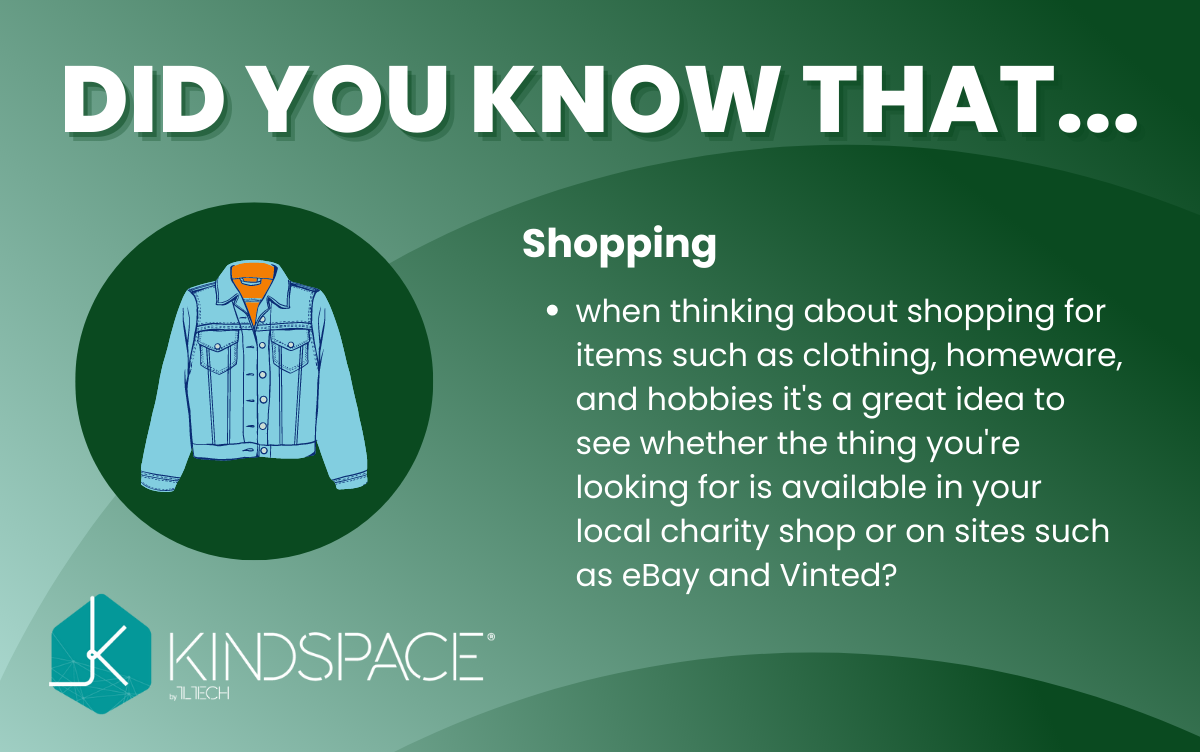 DID YOU KNOW THAT...
Shopping
• when thinking about shopping for
items such as clothing, homeware,
and hobbies it's a great idea to
see whether the thing you're
looking for is available in your
local charity shop or on sites such
as eBay and Vinted?
KINDSPACE®
by TLTECH